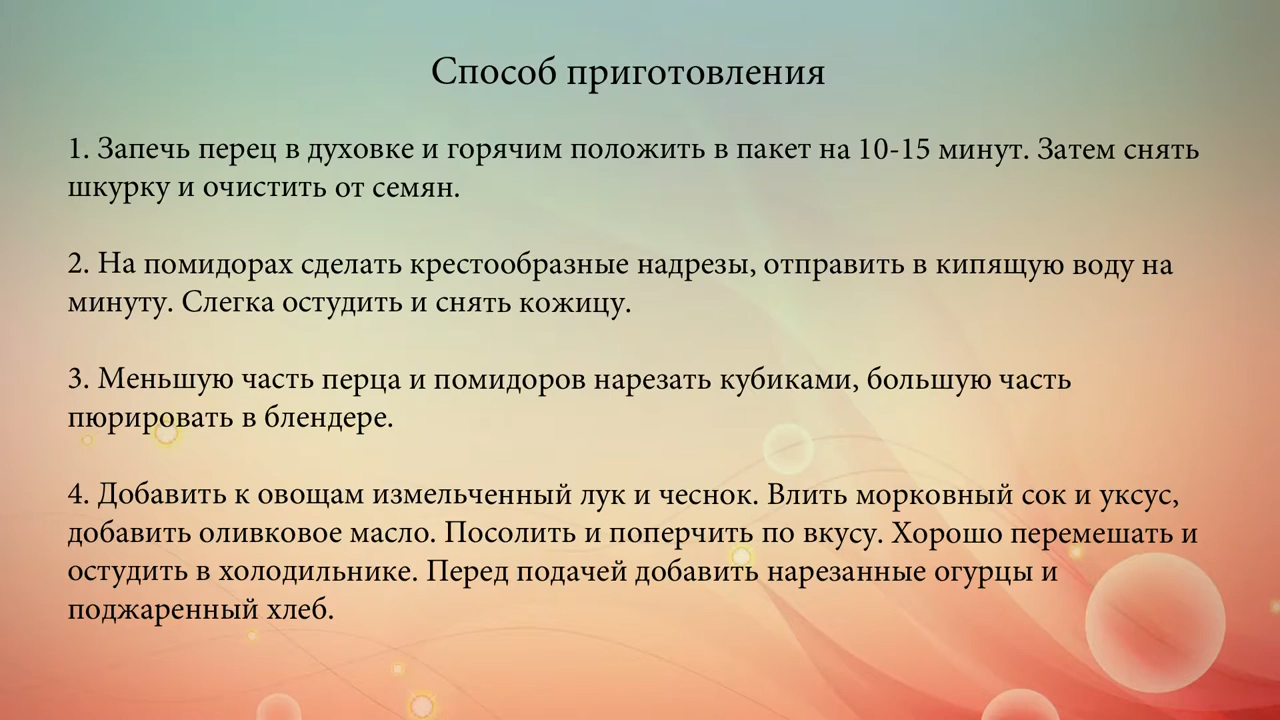 Способ приготовления
1. Запечь перец в духовке и горячим положить в пакет на 10-15 минут. Затем снять
шкурку и очистить от семян.
2. На помидорах сделать крестообразные надрезы, отправить в кипящую воду на
минуту. Слегка остудить и снять кожицу.
3. Меньшую часть перца и помидоров нарезать кубиками, большую часть
пюрировать в блендере.
4. Добавить к овощам измельченный лук и чеснок. Влить морковный сок и уксус,
добавить оливковое масло. Посолить и поперчить по вкусу. Хорошо перемешать и
остудить в холодильнике. Перед подачей добавить нарезанные огурцы и
поджаренный хлеб.